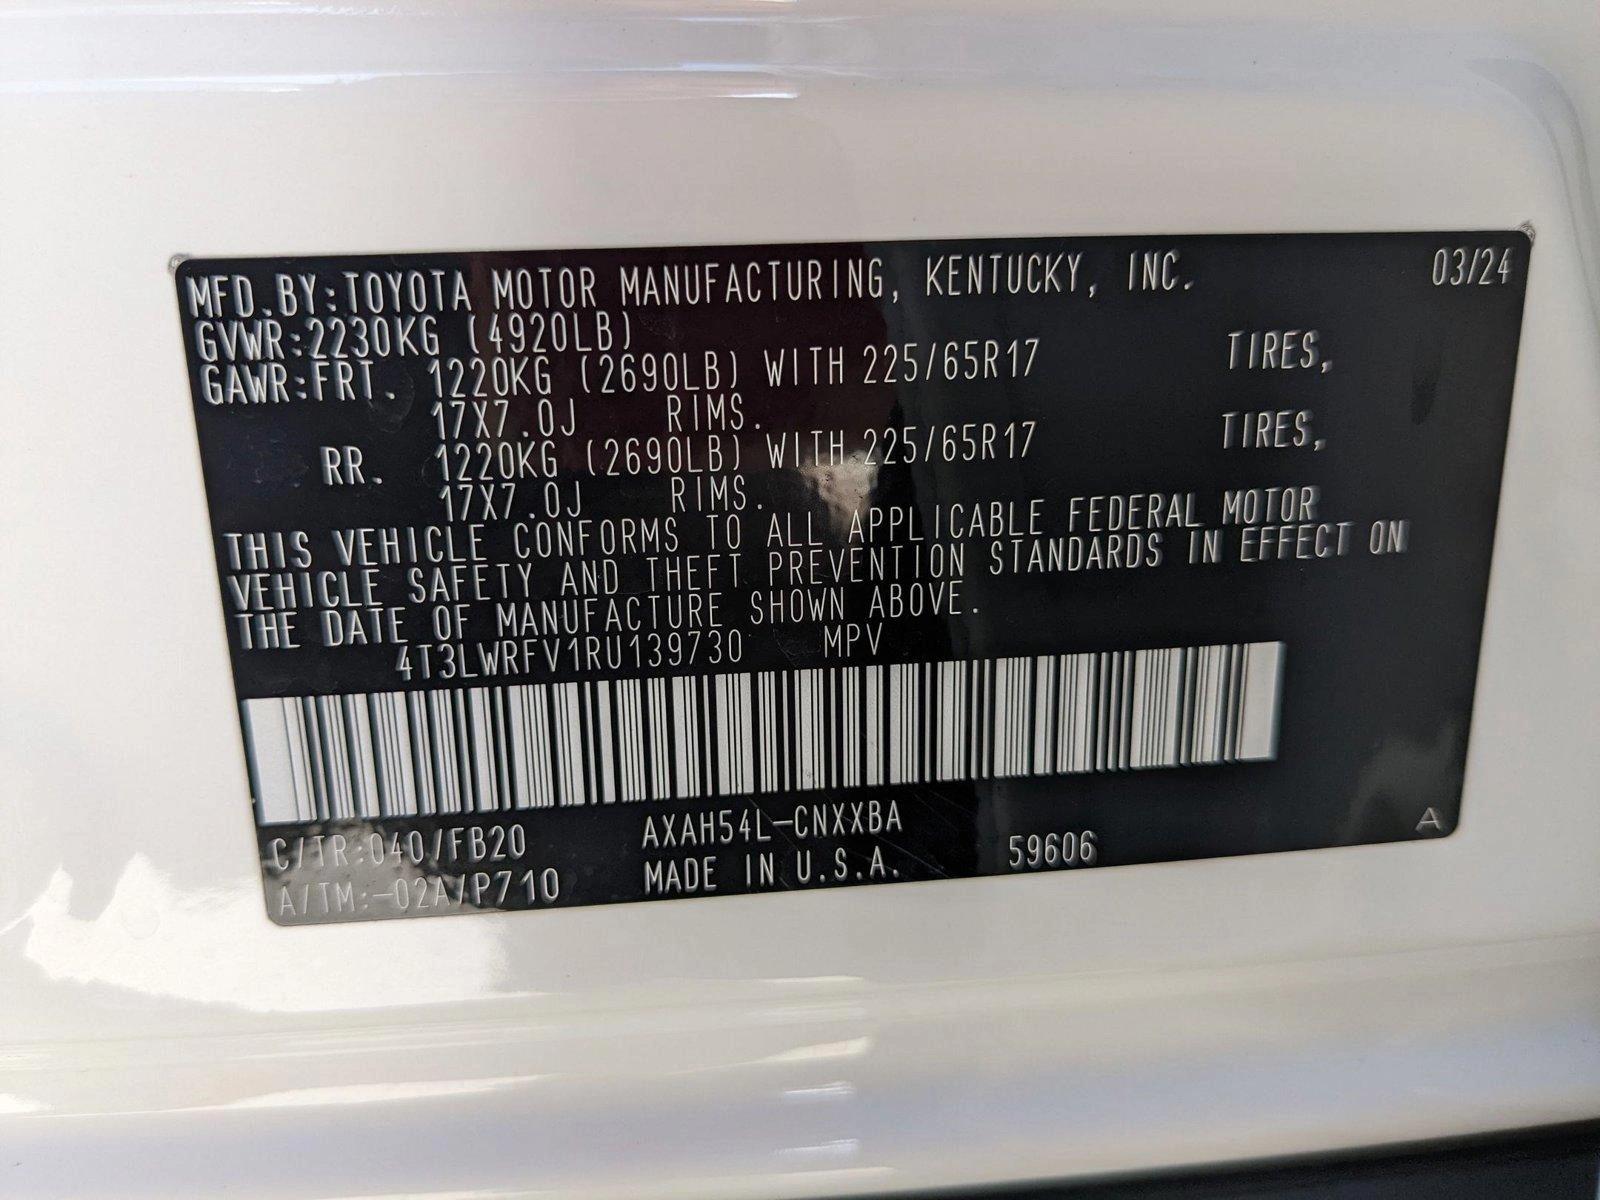 MFD.BY:TOYOTA MOTOR MANUFACTURING, KENTUCKY, INC. 03/24
GVWR:2230KG (4920LB)
GAWR:FRT. 1220KG (2690LB) WITH 225/65R17 TIRES,
17X7.0J RIMS.
RR. 1220KG (2690LB) WITH 225/65R17 TIRES,
17X7.0J RIMS.
THIS VEHICLE CONFORMS TO ALL APPLICABLE FEDERAL MOTOR
VEHICLE SAFETY AND THEFT PREVENTION STANDARDS IN EFFECT ON
THE DATE OF MANUFACTURE SHOWN ABOVE.
4T3LWRFV1RU139730 MPV
C/TR:040/FB20 AXAH54L-CNXXBA
A/TM:-02A/P710 MADE IN U.S.A. 59606
A